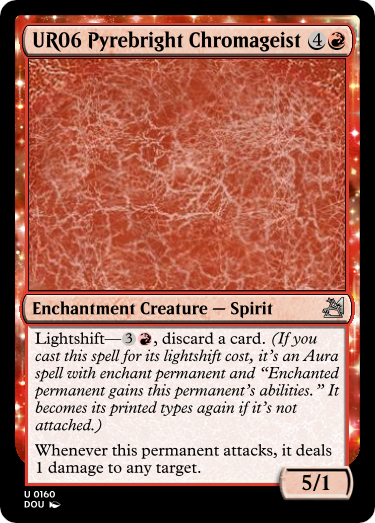 UR06 Pyrebright Chromageist 4
Enchantment Creature — Spirit
Lightshift—3, discard a card. (If you
cast this spell for its lightshift cost, it's an Aura
spell with enchant permanent and “Enchanted
permanent gains this permanent's abilities.” It
becomes its printed types again if it's not
attached.)
Whenever this permanent attacks, it deals
1 damage to any target.
5/1
U 0160
DOU